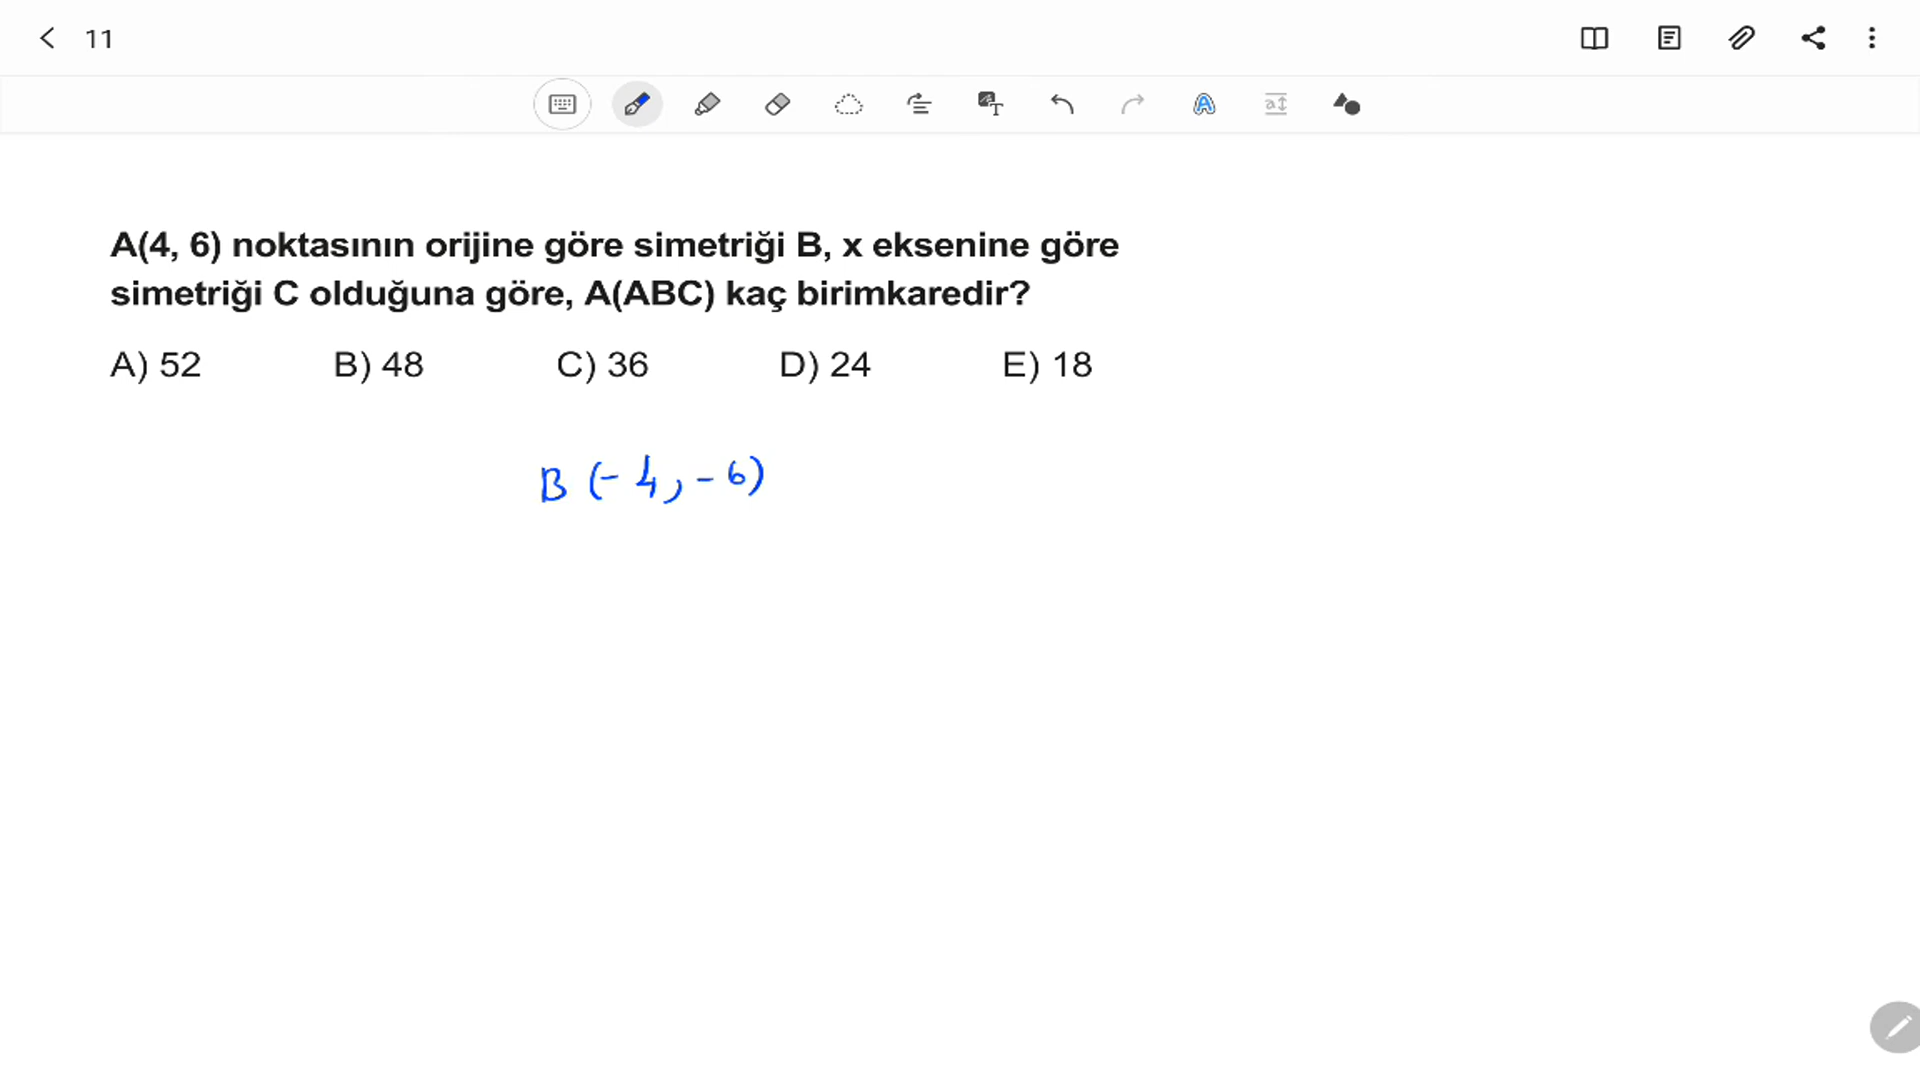 11
A(4, 6) noktasının orijine göre simetriği B, x eksenine göre
simetriği C olduğuna göre, A(ABC) kaç birimkaredir?
A) 52 B) 48 C) 36 D) 24 E) 18
B (-4, -6)